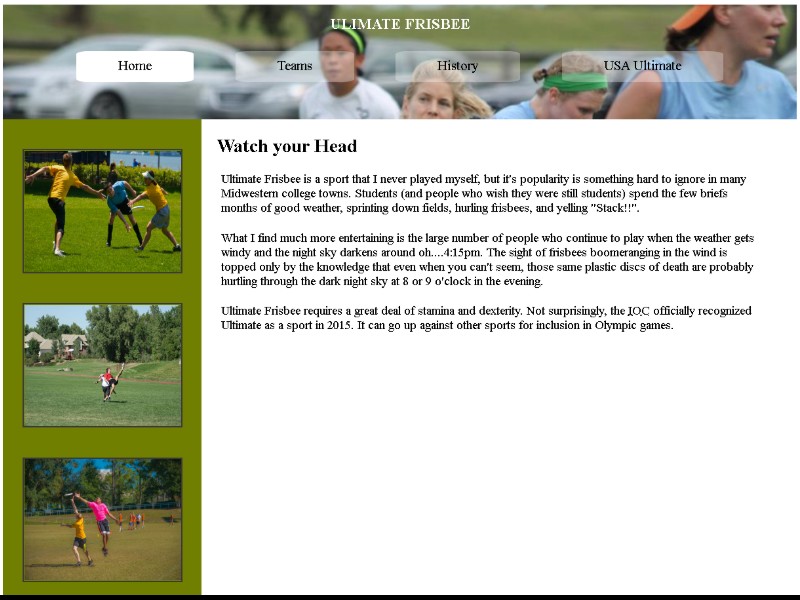 ULIMATE FRISBEE
Home
Teams
History
USA Ultimate
Watch your Head
Ultimate Frisbee is a sport that I never played myself, but it's popularity is something hard to ignore in many
Midwestern college towns. Students (and people who wish they were still students) spend the few briefs
months of good weather, sprinting down fields, hurling frisbees, and yelling "Stack!!".
What I find much more entertaining is the large number of people who continue to play when the weather gets
windy and the night sky darkens around oh....4:15pm. The sight of frisbees boomeranging in the wind is
topped only by the knowledge that even when you can't seem, those same plastic discs of death are probably
hurtling through the dark night sky at 8 or 9 o'clock in the evening.
Ultimate Frisbee requires a great deal of stamina and dexterity. Not surprisingly, the IOC officially recognized
Ultimate as a sport in 2015. It can go up against other sports for inclusion in Olympic games.